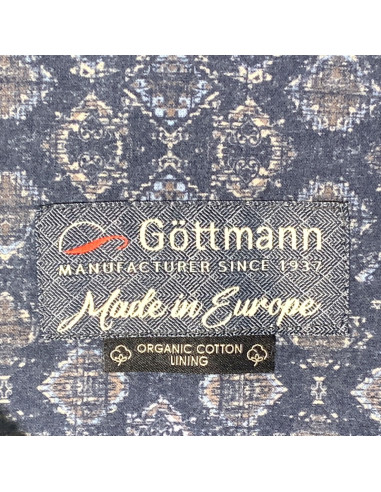 Göttmann
MANUFACTURER SINCE 1937
Made in Europe
ORGANIC COTTON
LINING